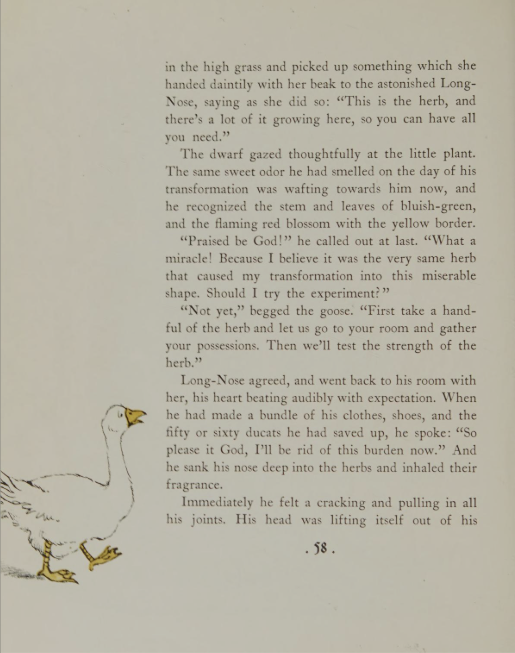 in the high grass and picked up something which she
handed daintily with her beak to the astonished Long-
Nose, saying as she did so: “This is the herb, and
there’s a lot of it growing here, so you can have all
you need.”
The dwarf gazed thoughtfully at the little plant.
The same sweet odor he had smelled on the day of his
transformation was wafting towards him now, and
he recognized the stem and leaves of bluish-green,
and the flaming red blossom with the yellow border.
“Praised be God!” he called out at last. “What a
miracle! Because I believe it was the very same herb
that caused my transformation into this miserable
shape. Should I try the experiment?”
“Not yet,” begged the goose. “First take a hand-
ful of the herb and let us go to your room and gather
your possessions. Then we’ll test the strength of the
herb.”
Long-Nose agreed, and went back to his room with
her, his heart beating audibly with expectation. When
he had made a bundle of his clothes, shoes, and the
fifty or sixty ducats he had saved up, he spoke: “So
please it God, I’ll be rid of this burden now.” And
he sank his nose deep into the herbs and inhaled their
fragrance.
Immediately he felt a cracking and pulling in all
his joints. His head was lifting itself out of his
. 58 .